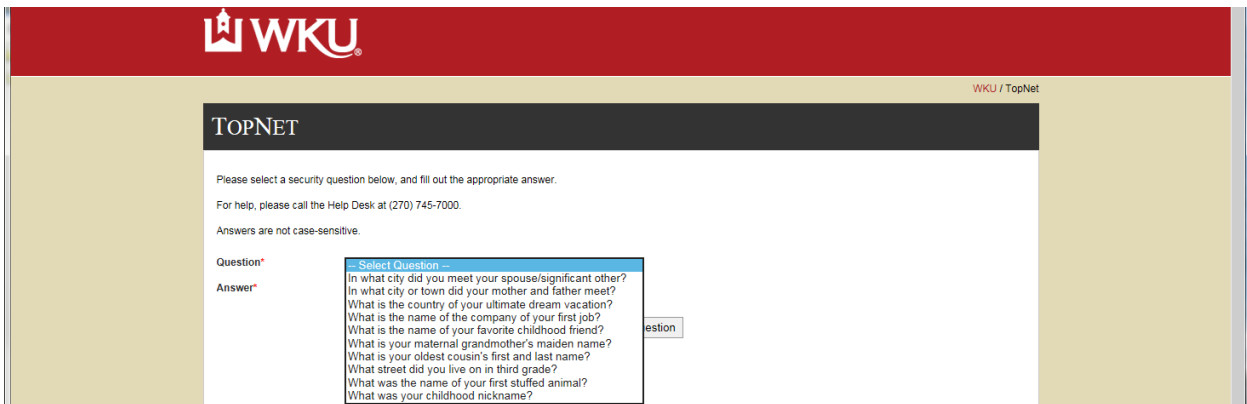 WKU®
WKU / TopNet
TOPNET
Please select a security question below, and fill out the appropriate answer.
For help, please call the Help Desk at (270) 745-7000.
Answers are not case-sensitive.
Question*
-- Select Question --
In what city did you meet your spouse/significant other?
Answer*
In what city or town did your mother and father meet?
What is the country of your ultimate dream vacation?
What is the name of the company of your first job?
What is the name of your favorite childhood friend?
estion
What is your maternal grandmother's maiden name?
What is your oldest cousin's first and last name?
What street did you live on in third grade?
What was the name of your first stuffed animal?
What was your childhood nickname?